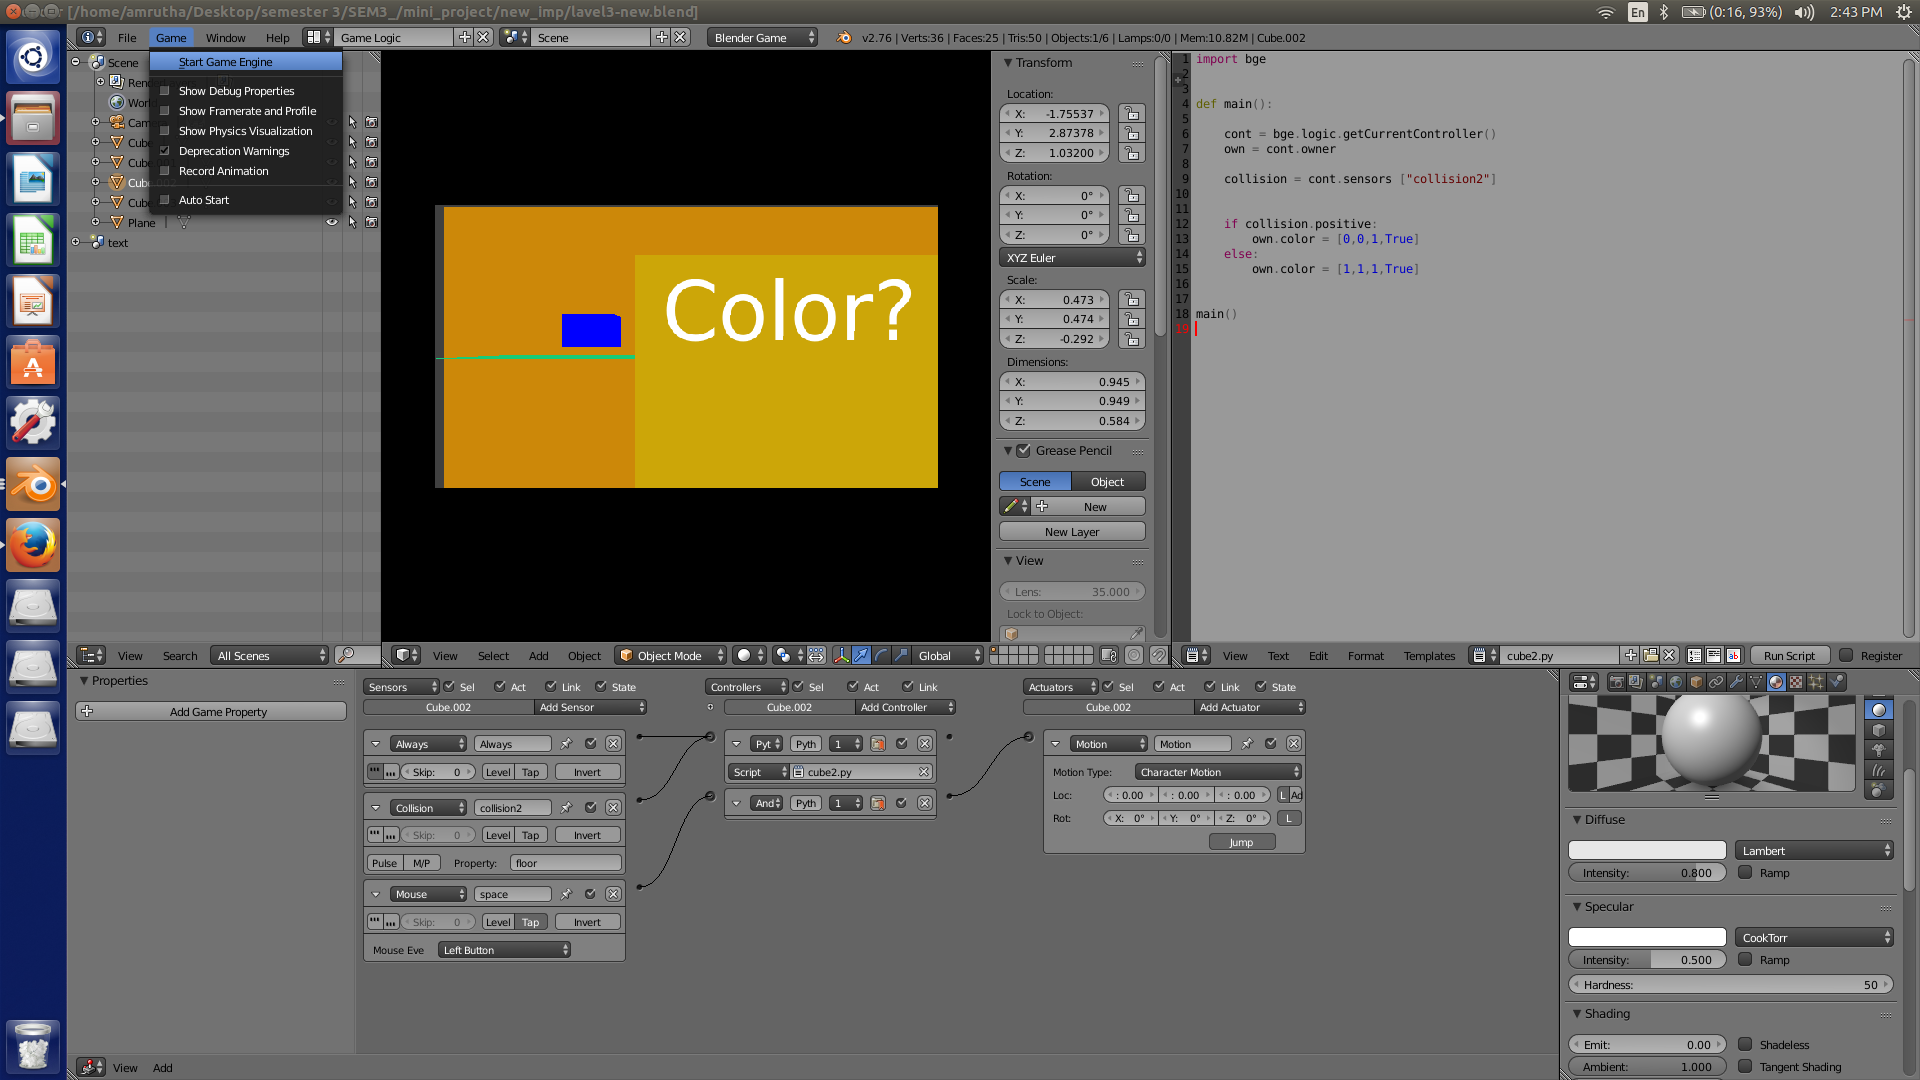 [/home/amrutha/Desktop/semester 3/SEM3_/mini_project/new_imp/lavel3-new.blend]
En (0:16, 93%) 2:43 PM
File Game Window Help Game Logic Scene Blender Game v2.76 | Verts:36 | Faces:25 | Tris:50 | Objects:1/6 | Lamps:0/0 | Mem:10.82M | Cube.002
Start Game Engine
Show Debug Properties
Show Framerate and Profile
Show Physics Visualization
Deprecation Warnings
Record Animation
Auto Start
Scene
Plane
text
Color?
View Search All Scenes
View Select Add Object Object Mode Global
Transform
Location:
X: -1.75537
Y: 2.87378
Z: 1.03200
Rotation:
X: 0°
Y: 0°
Z: 0°
XYZ Euler
Scale:
X: 0.473
Y: 0.474
Z: -0.292
Dimensions:
X: 0.945
Y: 0.949
Z: 0.584
Grease Pencil
Scene Object
New
New Layer
View
Lens: 35.000
Lock to Object:
1 import bge
2
3
4 def main():
5
6 cont = bge.logic.getCurrentController()
7 own = cont.owner
8
9 collision = cont.sensors ["collision2"]
10
11
12 if collision.positive:
13 own.color = [0,0,1,True]
14 else:
15 own.color = [1,1,1,True]
16
17
18 main()
19
View Text Edit Format Templates cube2.py Run Script Register
Properties
Add Game Property
View Add
Sensors Sel Act Link State
Cube.002 Add Sensor
Always Always
Skip: 0 Level Tap Invert
Collision collision2
Skip: 0 Level Tap Invert
Pulse M/P Property: floor
Mouse space
Skip: 0 Level Tap Invert
Mouse Eve Left Button
Controllers Sel Act Link
Cube.002 Add Controller
Pyt Pyth 1
Script cube2.py
And Pyth 1
Actuators Sel Act Link State
Cube.002 Add Actuator
Motion Motion
Motion Type: Character Motion
Loc: : 0.00 : 0.00 : 0.00 L Ad
Rot: X: 0° Y: 0° Z: 0° L
Jump
Diffuse
Lambert
Intensity: 0.800 Ramp
Specular
CookTorr
Intensity: 0.500 Ramp
Hardness: 50
Shading
Emit: 0.00 Shadeless
Ambient: 1.000 Tangent Shading